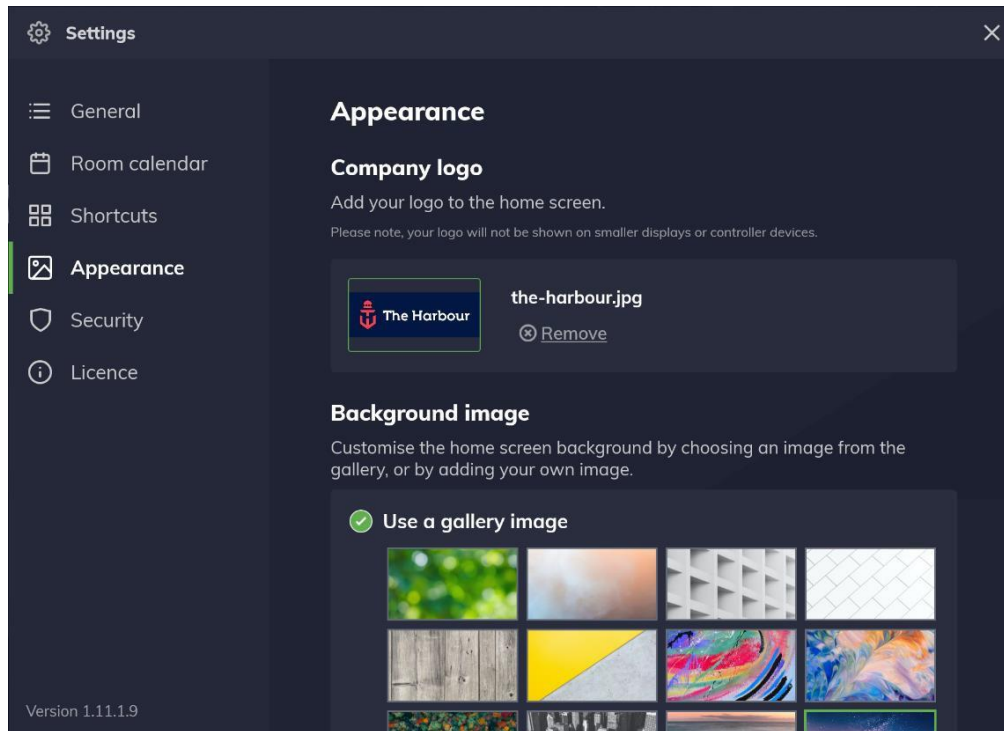 Settings
General
Room calendar
Shortcuts
Appearance
Security
Licence
Version 1.11.1.9
Appearance
Company logo
Add your logo to the home screen.
Please note, your logo will not be shown on smaller displays or controller devices.
The Harbour
the-harbour.jpg
Remove
Background image
Customise the home screen background by choosing an image from the
gallery, or by adding your own image.
Use a gallery image